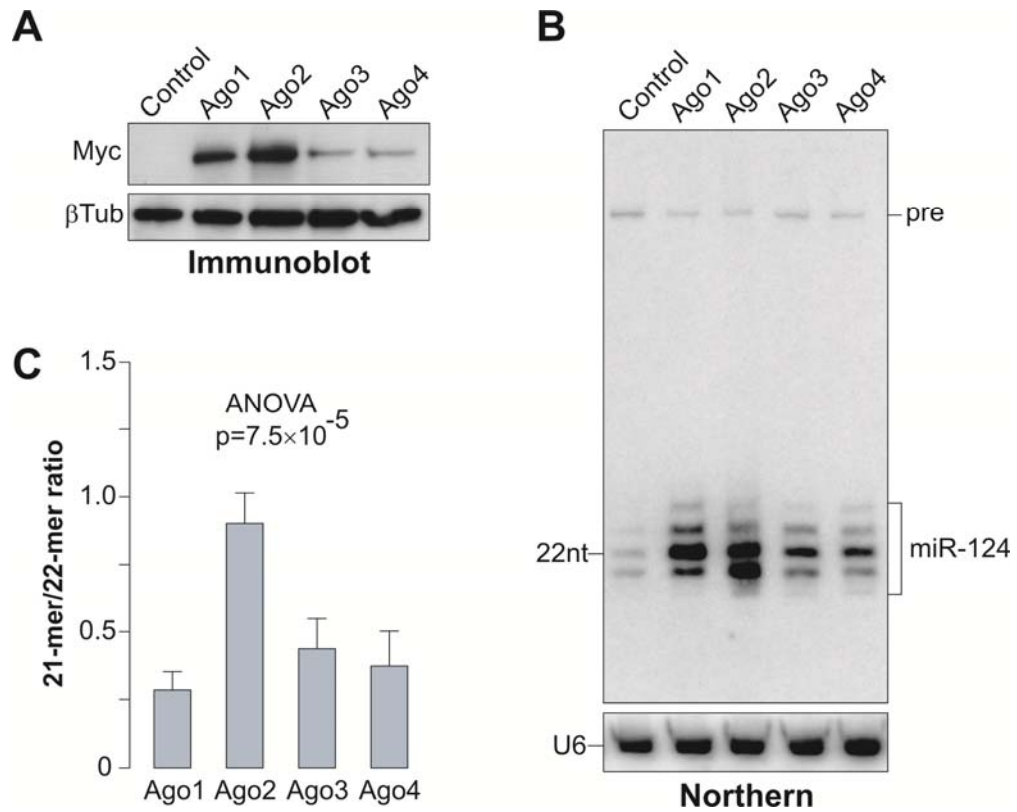 A
Control
Ago1
Ago2
Ago3
Ago4
Myc
βTub
Immunoblot
B
Control
Ago1
Ago2
Ago3
Ago4
pre
22nt
miR-124
U6
Northern
C
21-mer/22-mer ratio
1.5
1.0
0.5
0
ANOVA
p=7.5×10⁻⁵
Ago1 Ago2 Ago3 Ago4